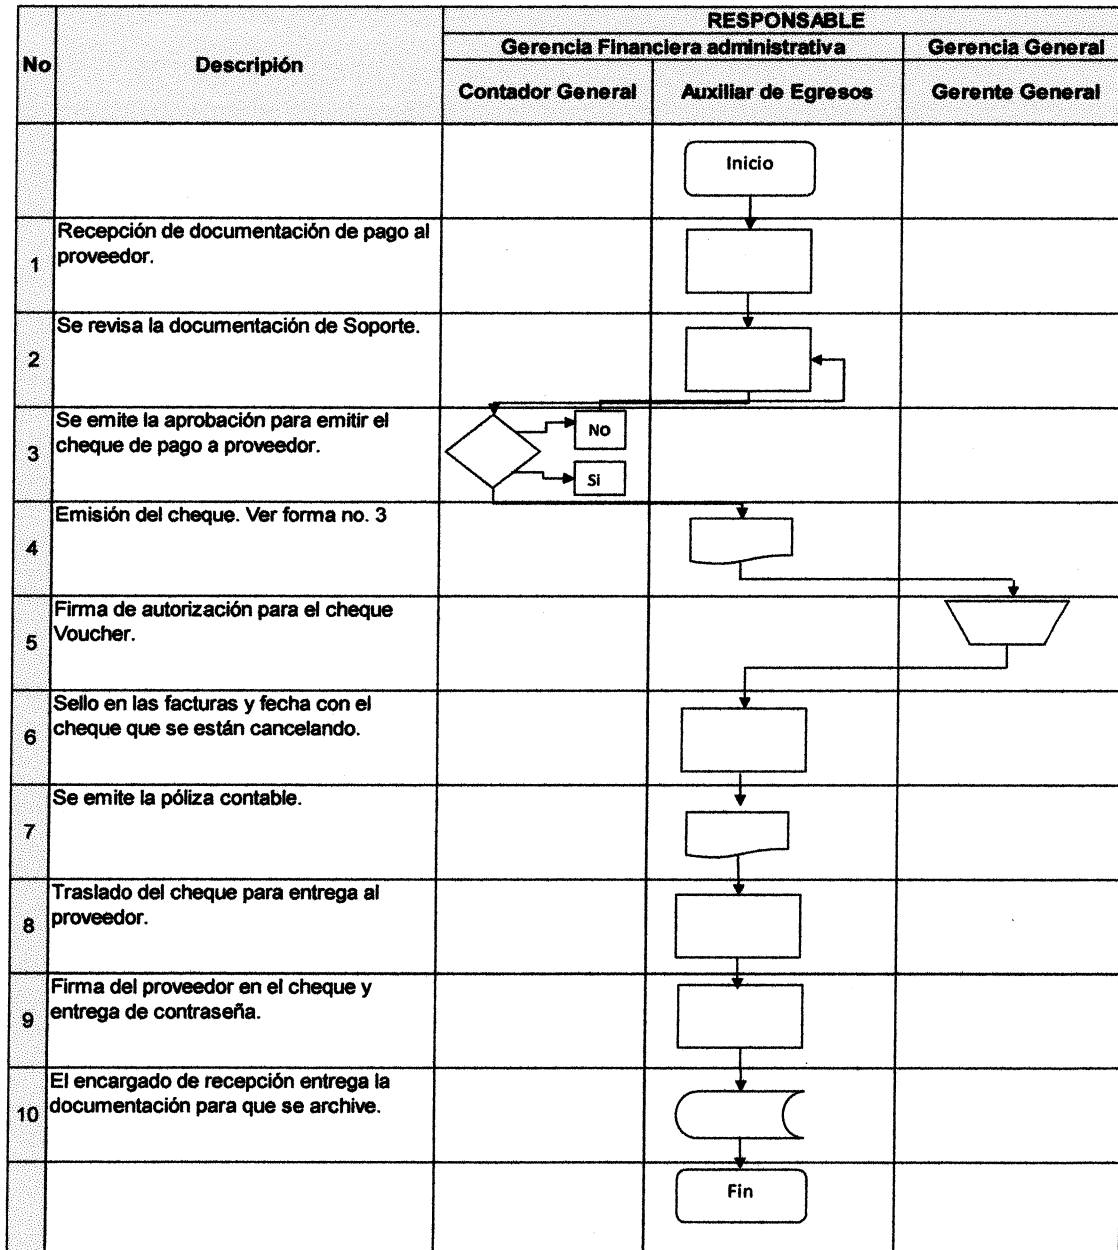 RESPONSABLE
No
Descripión
Gerencia Financiera administrativa
Gerencia General
Contador General
Auxiliar de Egresos
Gerente General
Inicio
1
Recepción de documentación de pago al
proveedor.
2
Se revisa la documentación de Soporte.
3
Se emite la aprobación para emitir el
cheque de pago a proveedor.
No
Si
4
Emisión del cheque. Ver forma no. 3
5
Firma de autorización para el cheque
Voucher.
6
Sello en las facturas y fecha con el
cheque que se están cancelando.
7
Se emite la póliza contable.
8
Traslado del cheque para entrega al
proveedor.
9
Firma del proveedor en el cheque y
entrega de contraseña.
10
El encargado de recepción entrega la
documentación para que se archive.
Fin